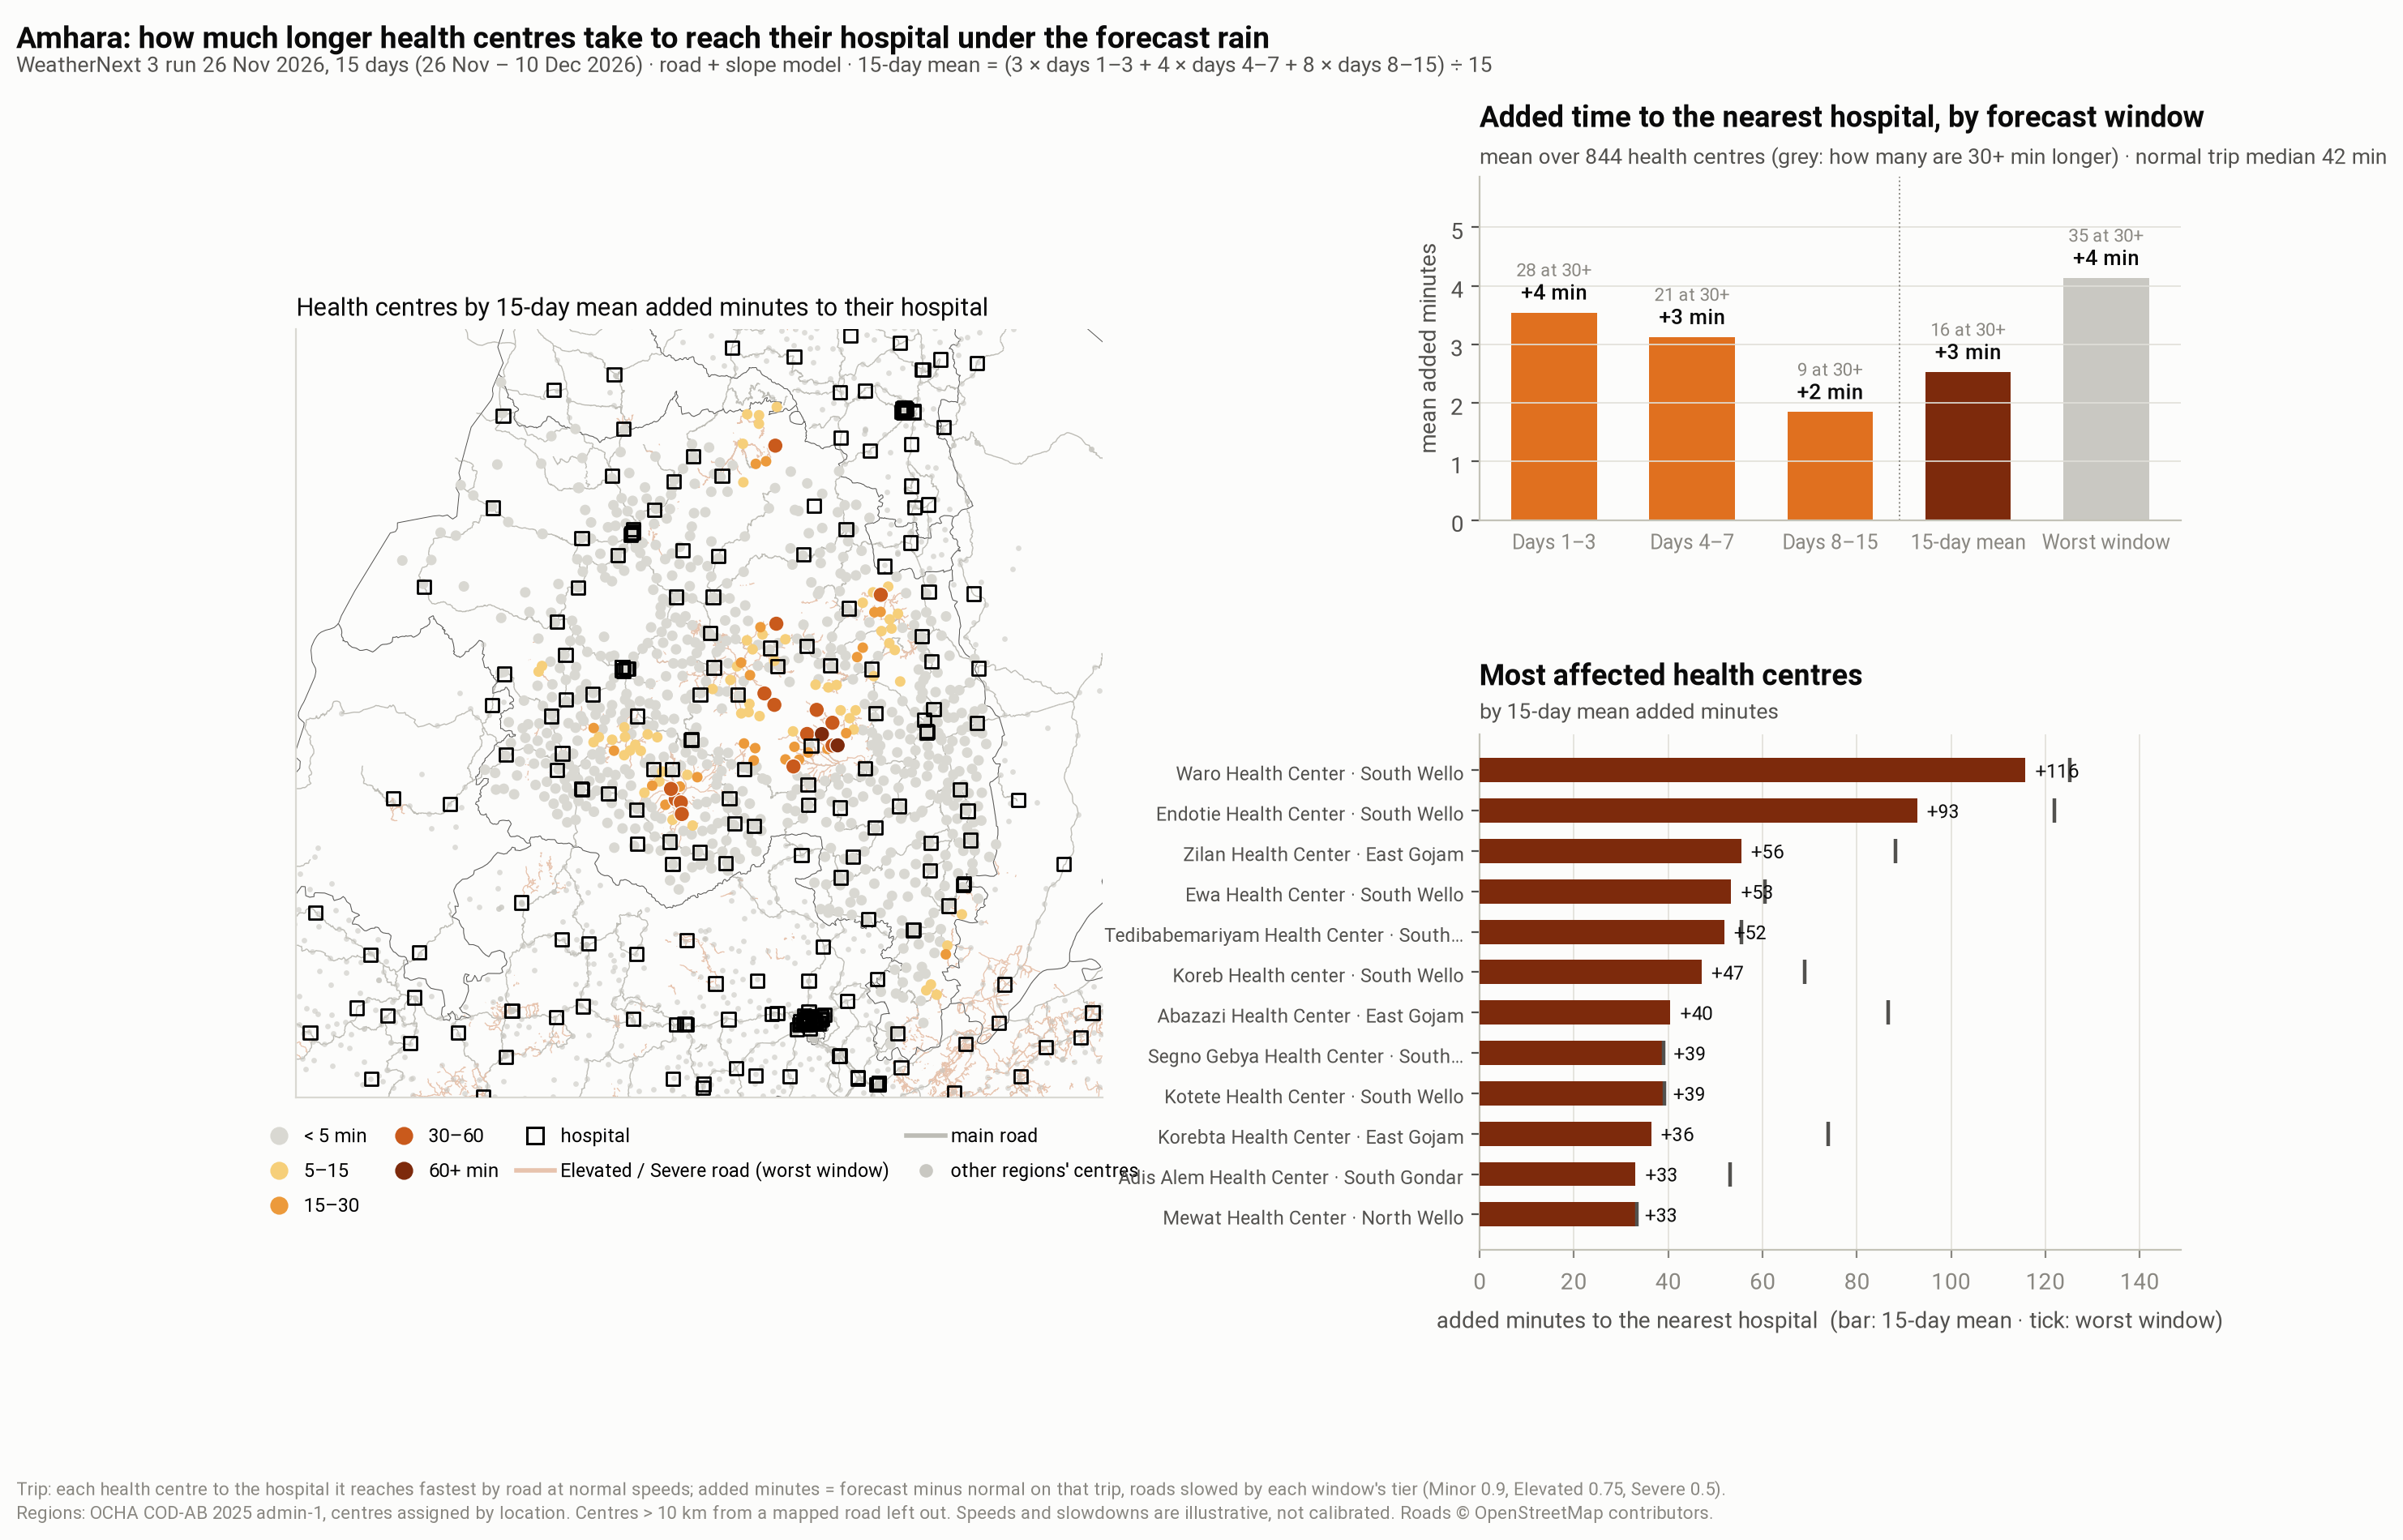 Amhara: how much longer health centres take to reach their hospital under the forecast rain
WeatherNext 3 run 26 Nov 2026, 15 days (26 Nov – 10 Dec 2026) · road + slope model · 15-day mean = (3 × days 1–3 + 4 × days 4–7 + 8 × days 8–15) ÷ 15
Health centres by 15-day mean added minutes to their hospital
< 5 min
5–15
15–30
30–60
60+ min
hospital
Elevated / Severe road (worst window)
main road
other regions' centres
Added time to the nearest hospital, by forecast window
mean over 844 health centres (grey: how many are 30+ min longer) · normal trip median 42 min
mean added minutes
5
4
3
2
1
0
28 at 30+
+4 min
21 at 30+
+3 min
9 at 30+
+2 min
16 at 30+
+3 min
35 at 30+
+4 min
Days 1–3
Days 4–7
Days 8–15
15-day mean
Worst window
Most affected health centres
by 15-day mean added minutes
Waro Health Center · South Wello +116
Endotie Health Center · South Wello +93
Zilan Health Center · East Gojam +56
Ewa Health Center · South Wello +53
Tedibabemariyam Health Center · South… +52
Koreb Health center · South Wello +47
Abazazi Health Center · East Gojam +40
Segno Gebya Health Center · South… +39
Kotete Health Center · South Wello +39
Korebta Health Center · East Gojam +36
Adis Alem Health Center · South Gondar +33
Mewat Health Center · North Wello +33
0 20 40 60 80 100 120 140
added minutes to the nearest hospital (bar: 15-day mean · tick: worst window)
Trip: each health centre to the hospital it reaches fastest by road at normal speeds; added minutes = forecast minus normal on that trip, roads slowed by each window's tier (Minor 0.9, Elevated 0.75, Severe 0.5).
Regions: OCHA COD-AB 2025 admin-1, centres assigned by location. Centres > 10 km from a mapped road left out. Speeds and slowdowns are illustrative, not calibrated. Roads © OpenStreetMap contributors.